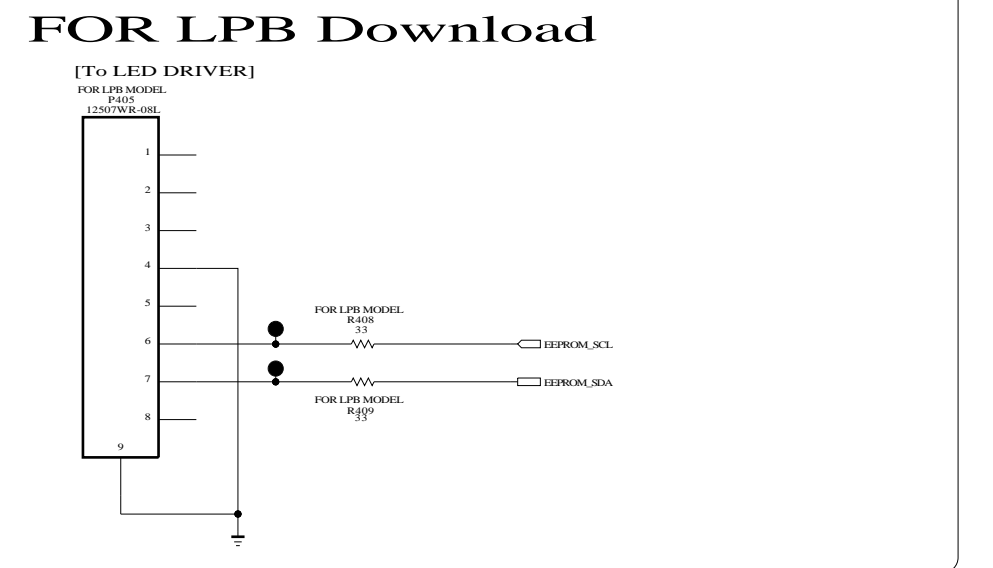 FOR LPB Download
[To LED DRIVER]
FOR LPB MODEL
P405
12507WR-08L
1
2
3
4
5
6
7
8
9
FOR LPB MODEL
R408
33
EEPROM_SCL
EEPROM_SDA
FOR LPB MODEL
R409
33